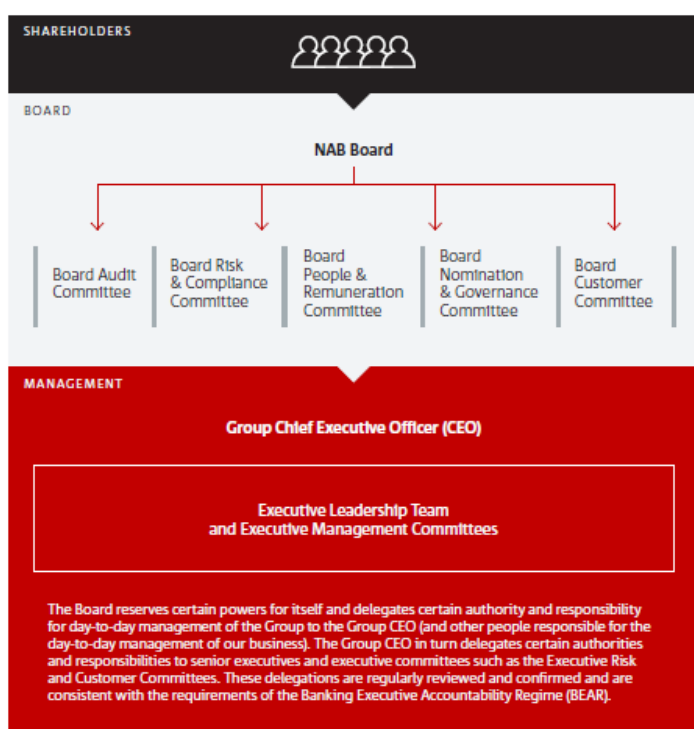 SHAREHOLDERS
BOARD
NAB Board
Board Audit
Committee
Board Risk
& Compliance
Committee
Board
People &
Remuneration
Committee
Board
Nomination
& Governance
Committee
Board
Customer
Committee
MANAGEMENT
Group Chief Executive Officer (CEO)
Executive Leadership Team
and Executive Management Committees
The Board reserves certain powers for itself and delegates certain authority and responsibility
for day-to-day management of the Group to the Group CEO (and other people responsible for the
day-to-day management of our business). The Group CEO in turn delegates certain authorities
and responsibilities to senior executives and executive committees such as the Executive Risk
and Customer Committees. These delegations are regularly reviewed and confirmed and are
consistent with the requirements of the Banking Executive Accountability Regime (BEAR).